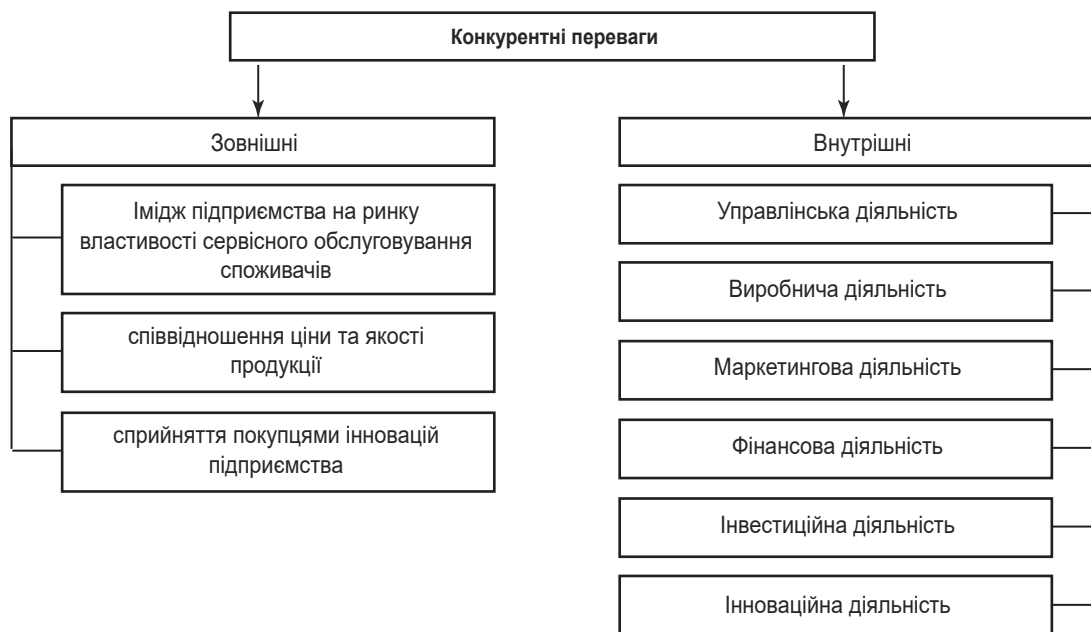 Конкурентні переваги
Зовнішні
Імідж підприємства на ринку
властивості сервісного обслуговування
споживачів
співвідношення ціни та якості
продукції
сприйняття покупцями інновацій
підприємства
Внутрішні
Управлінська діяльність
Виробнича діяльність
Маркетингова діяльність
Фінансова діяльність
Інвестиційна діяльність
Інноваційна діяльність